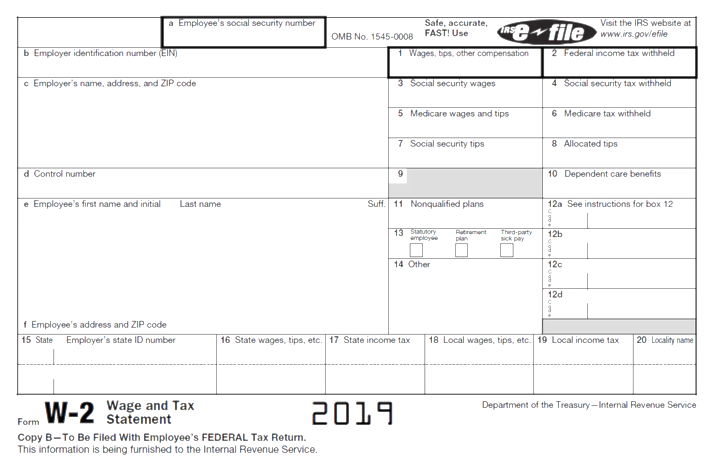 a Employee's social security number
OMB No. 1545-0008
Safe, accurate,
FAST! Use
IRS e-file
Visit the IRS website at
www.irs.gov/efile
b Employer identification number (EIN)
1 Wages, tips, other compensation
2 Federal income tax withheld
c Employer's name, address, and ZIP code
3 Social security wages
4 Social security tax withheld
5 Medicare wages and tips
6 Medicare tax withheld
7 Social security tips
8 Allocated tips
d Control number
9
10 Dependent care benefits
e Employee's first name and initial Last name Suff.
11 Nonqualified plans
12a See instructions for box 12
13 Statutory employee Retirement plan Third-party sick pay
12b
14 Other
12c
12d
f Employee's address and ZIP code
15 State Employer's state ID number
16 State wages, tips, etc.
17 State income tax
18 Local wages, tips, etc.
19 Local income tax
20 Locality name
Form W-2 Wage and Tax
Statement
2019
Department of the Treasury—Internal Revenue Service
Copy B—To Be Filed With Employee's FEDERAL Tax Return.
This information is being furnished to the Internal Revenue Service.